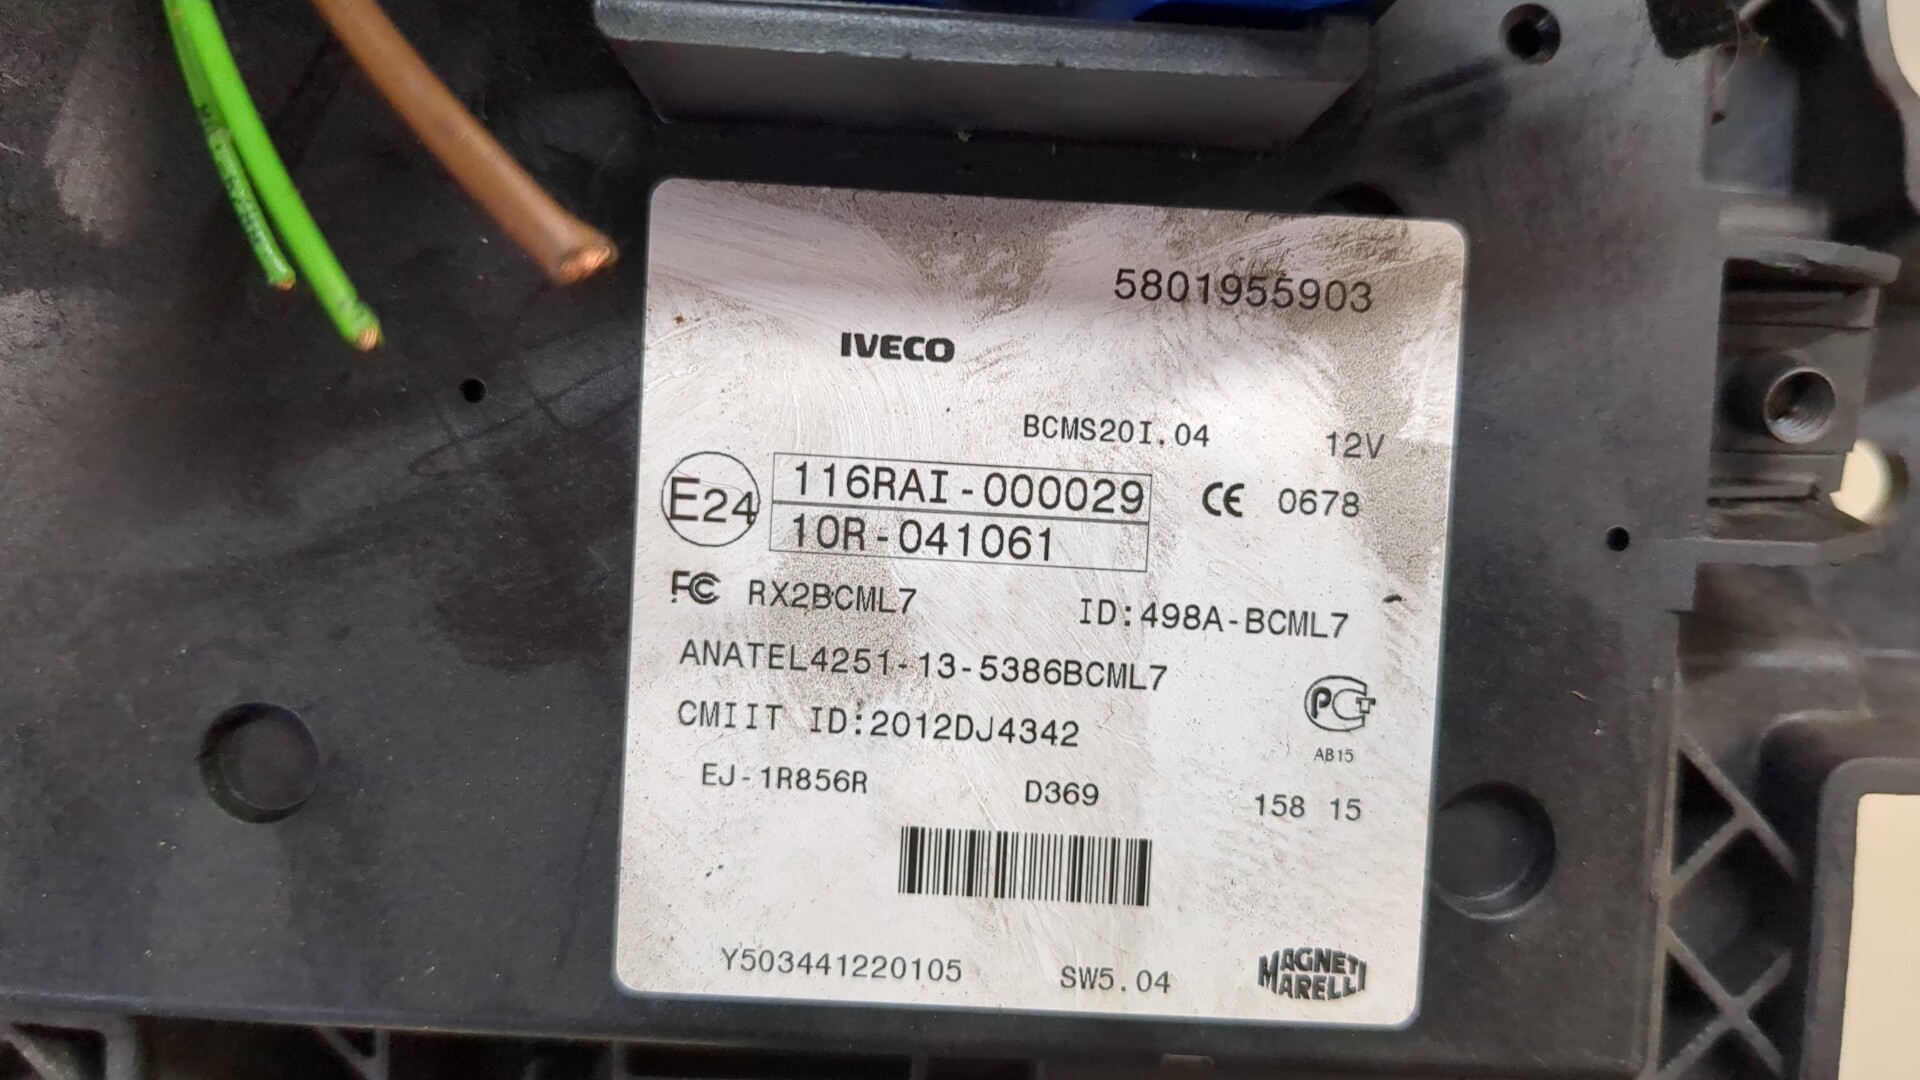 5801955903
IVECO
BCMS20I.04 12V
E24 116RAI-000029 CE 0678
10R-041061
FC RX2BCML7 ID:498A-BCML7
ANATEL4251-13-5386BCML7
CMIIT ID:2012DJ4342 PCT
AB15
EJ-1R856R D369 158 15
Y503441220105 SW5.04 MAGNETI MARELLI